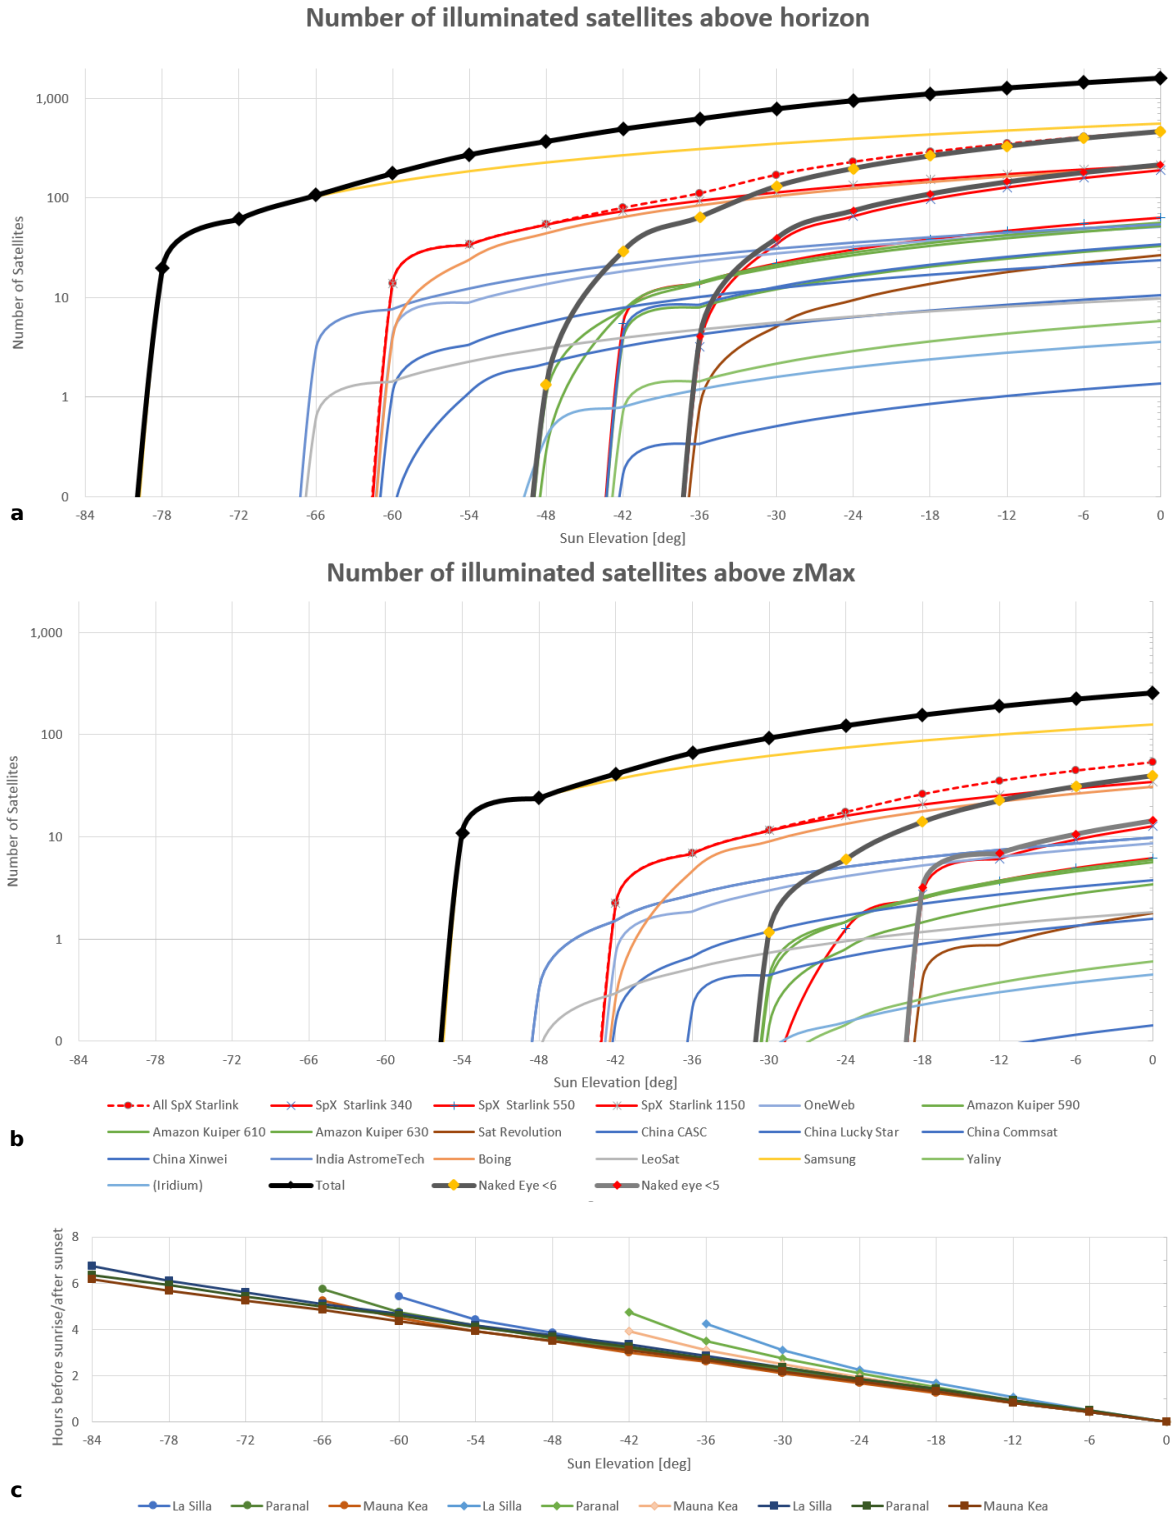 Number of illuminated satellites above horizon
1,000
100
10
1
0
Number of Satellites
-84 -78 -72 -66 -60 -54 -48 -42 -36 -30 -24 -18 -12 -6 0
Sun Elevation [deg]
a
Number of illuminated satellites above zMax
1,000
100
10
1
0
Number of Satellites
-84 -78 -72 -66 -60 -54 -48 -42 -36 -30 -24 -18 -12 -6 0
Sun Elevation [deg]
All SpX Starlink SpX Starlink 340 SpX Starlink 550 SpX Starlink 1150 OneWeb Amazon Kuiper 590
Amazon Kuiper 610 Amazon Kuiper 630 Sat Revolution China CASC China Lucky Star China Commsat
China Xinwei India AstromeTech Boing LeoSat Samsung Yaliny
(Iridium) Total Naked Eye <6 Naked eye <5
b
8
6
4
2
0
Hours before sunrise/after sunset
-84 -78 -72 -66 -60 -54 -48 -42 -36 -30 -24 -18 -12 -6 0
Sun Elevation [deg]
c
La Silla Paranal Mauna Kea La Silla Paranal Mauna Kea La Silla Paranal Mauna Kea